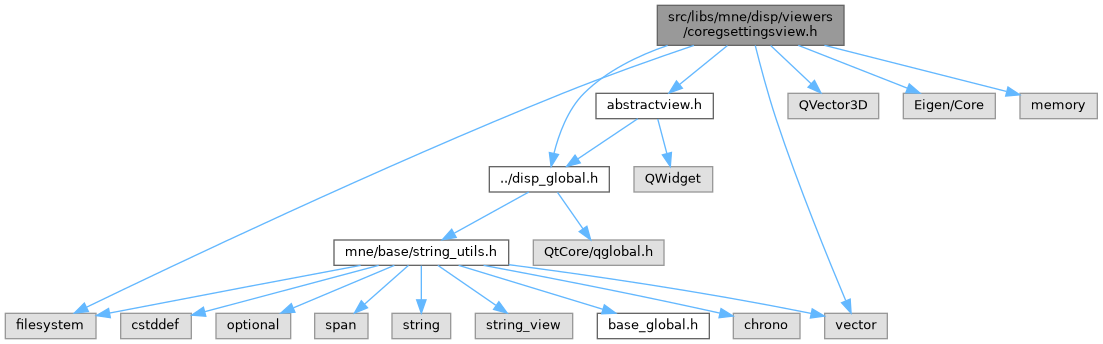 src/libs/mne/disp/viewers
/coregsettingsview.h
abstractview.h
QVector3D
Eigen/Core
memory
../disp_global.h
QWidget
mne/base/string_utils.h
QtCore/qglobal.h
filesystem
cstddef
optional
span
string
string_view
base_global.h
chrono
vector